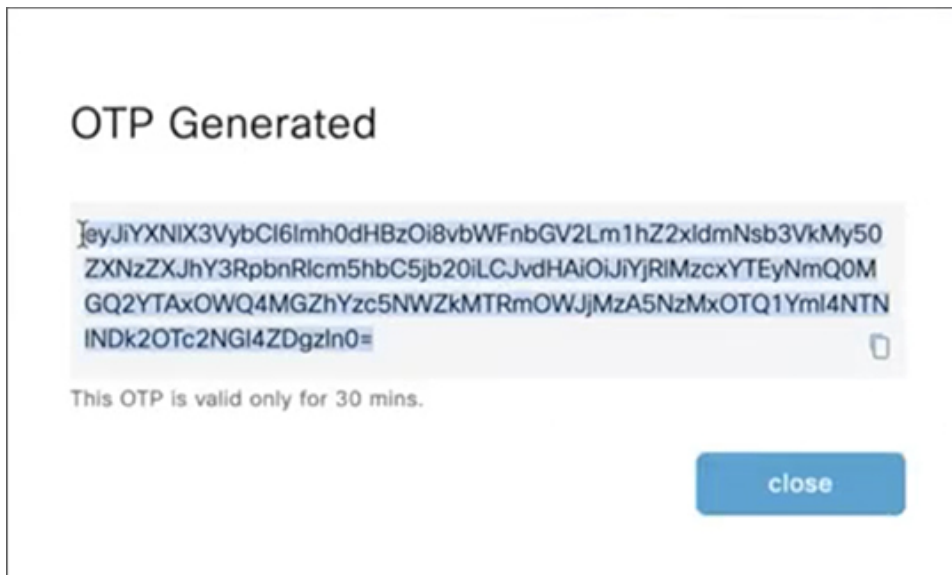 OTP Generated
eyJiYXNlX3VybCI6Imh0dHBzOi8vbWFnbGV2Lm1hZ2xldmNsb3VkMy50
ZXNzZXJhY3RpbnRlcm5hbC5jb20iLCJvdHAiOiJiYjRlMzcxYTEyNmQ0M
GQ2YTAxOWQ4MGZhYzc5NWZkMTRmOWJjMzA5NzMxOTQ1YmI4NTN
lNDk2OTc2NGI4ZDgzIn0=
This OTP is valid only for 30 mins.
close